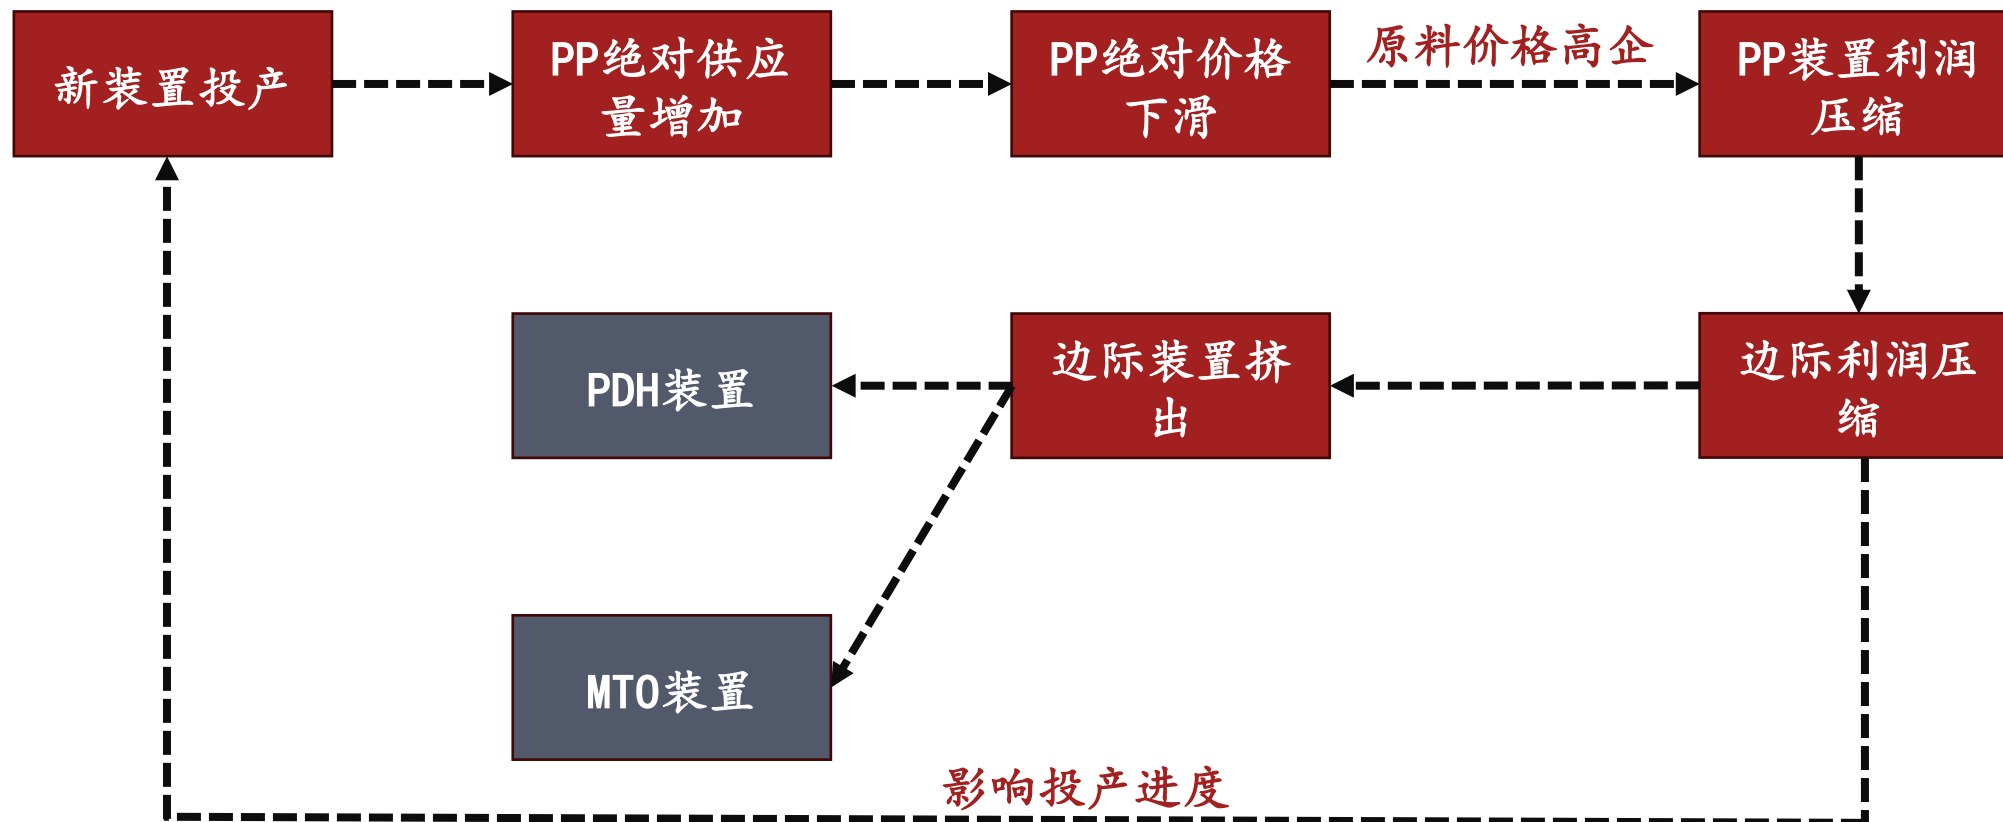 新装置投产
PP绝对供应
量增加
PP绝对价格
下滑
原料价格高企
PP装置利润
压缩
PDH装置
边际装置挤
出
边际利润压
缩
MTO装置
影响投产进度